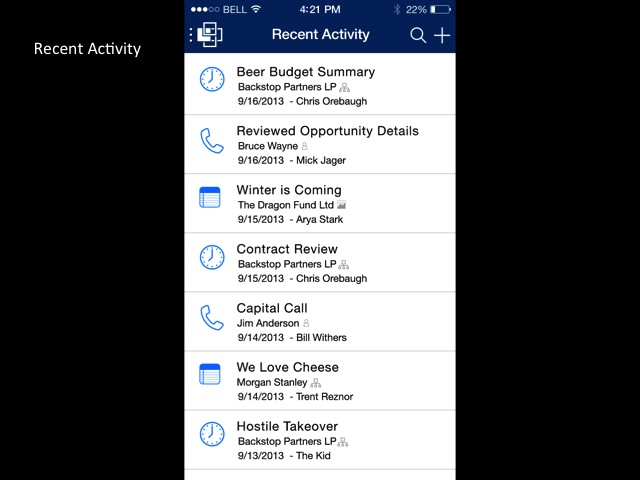 BELL 4:21 PM 22%
Recent Activity
Recent Activity
Beer Budget Summary
Backstop Partners LP
9/16/2013 - Chris Orebaugh
Reviewed Opportunity Details
Bruce Wayne
9/16/2013 - Mick Jager
Winter is Coming
The Dragon Fund Ltd
9/15/2013 - Arya Stark
Contract Review
Backstop Partners LP
9/15/2013 - Chris Orebaugh
Capital Call
Jim Anderson
9/14/2013 - Bill Withers
We Love Cheese
Morgan Stanley
9/14/2013 - Trent Reznor
Hostile Takeover
Backstop Partners LP
9/13/2013 - The Kid